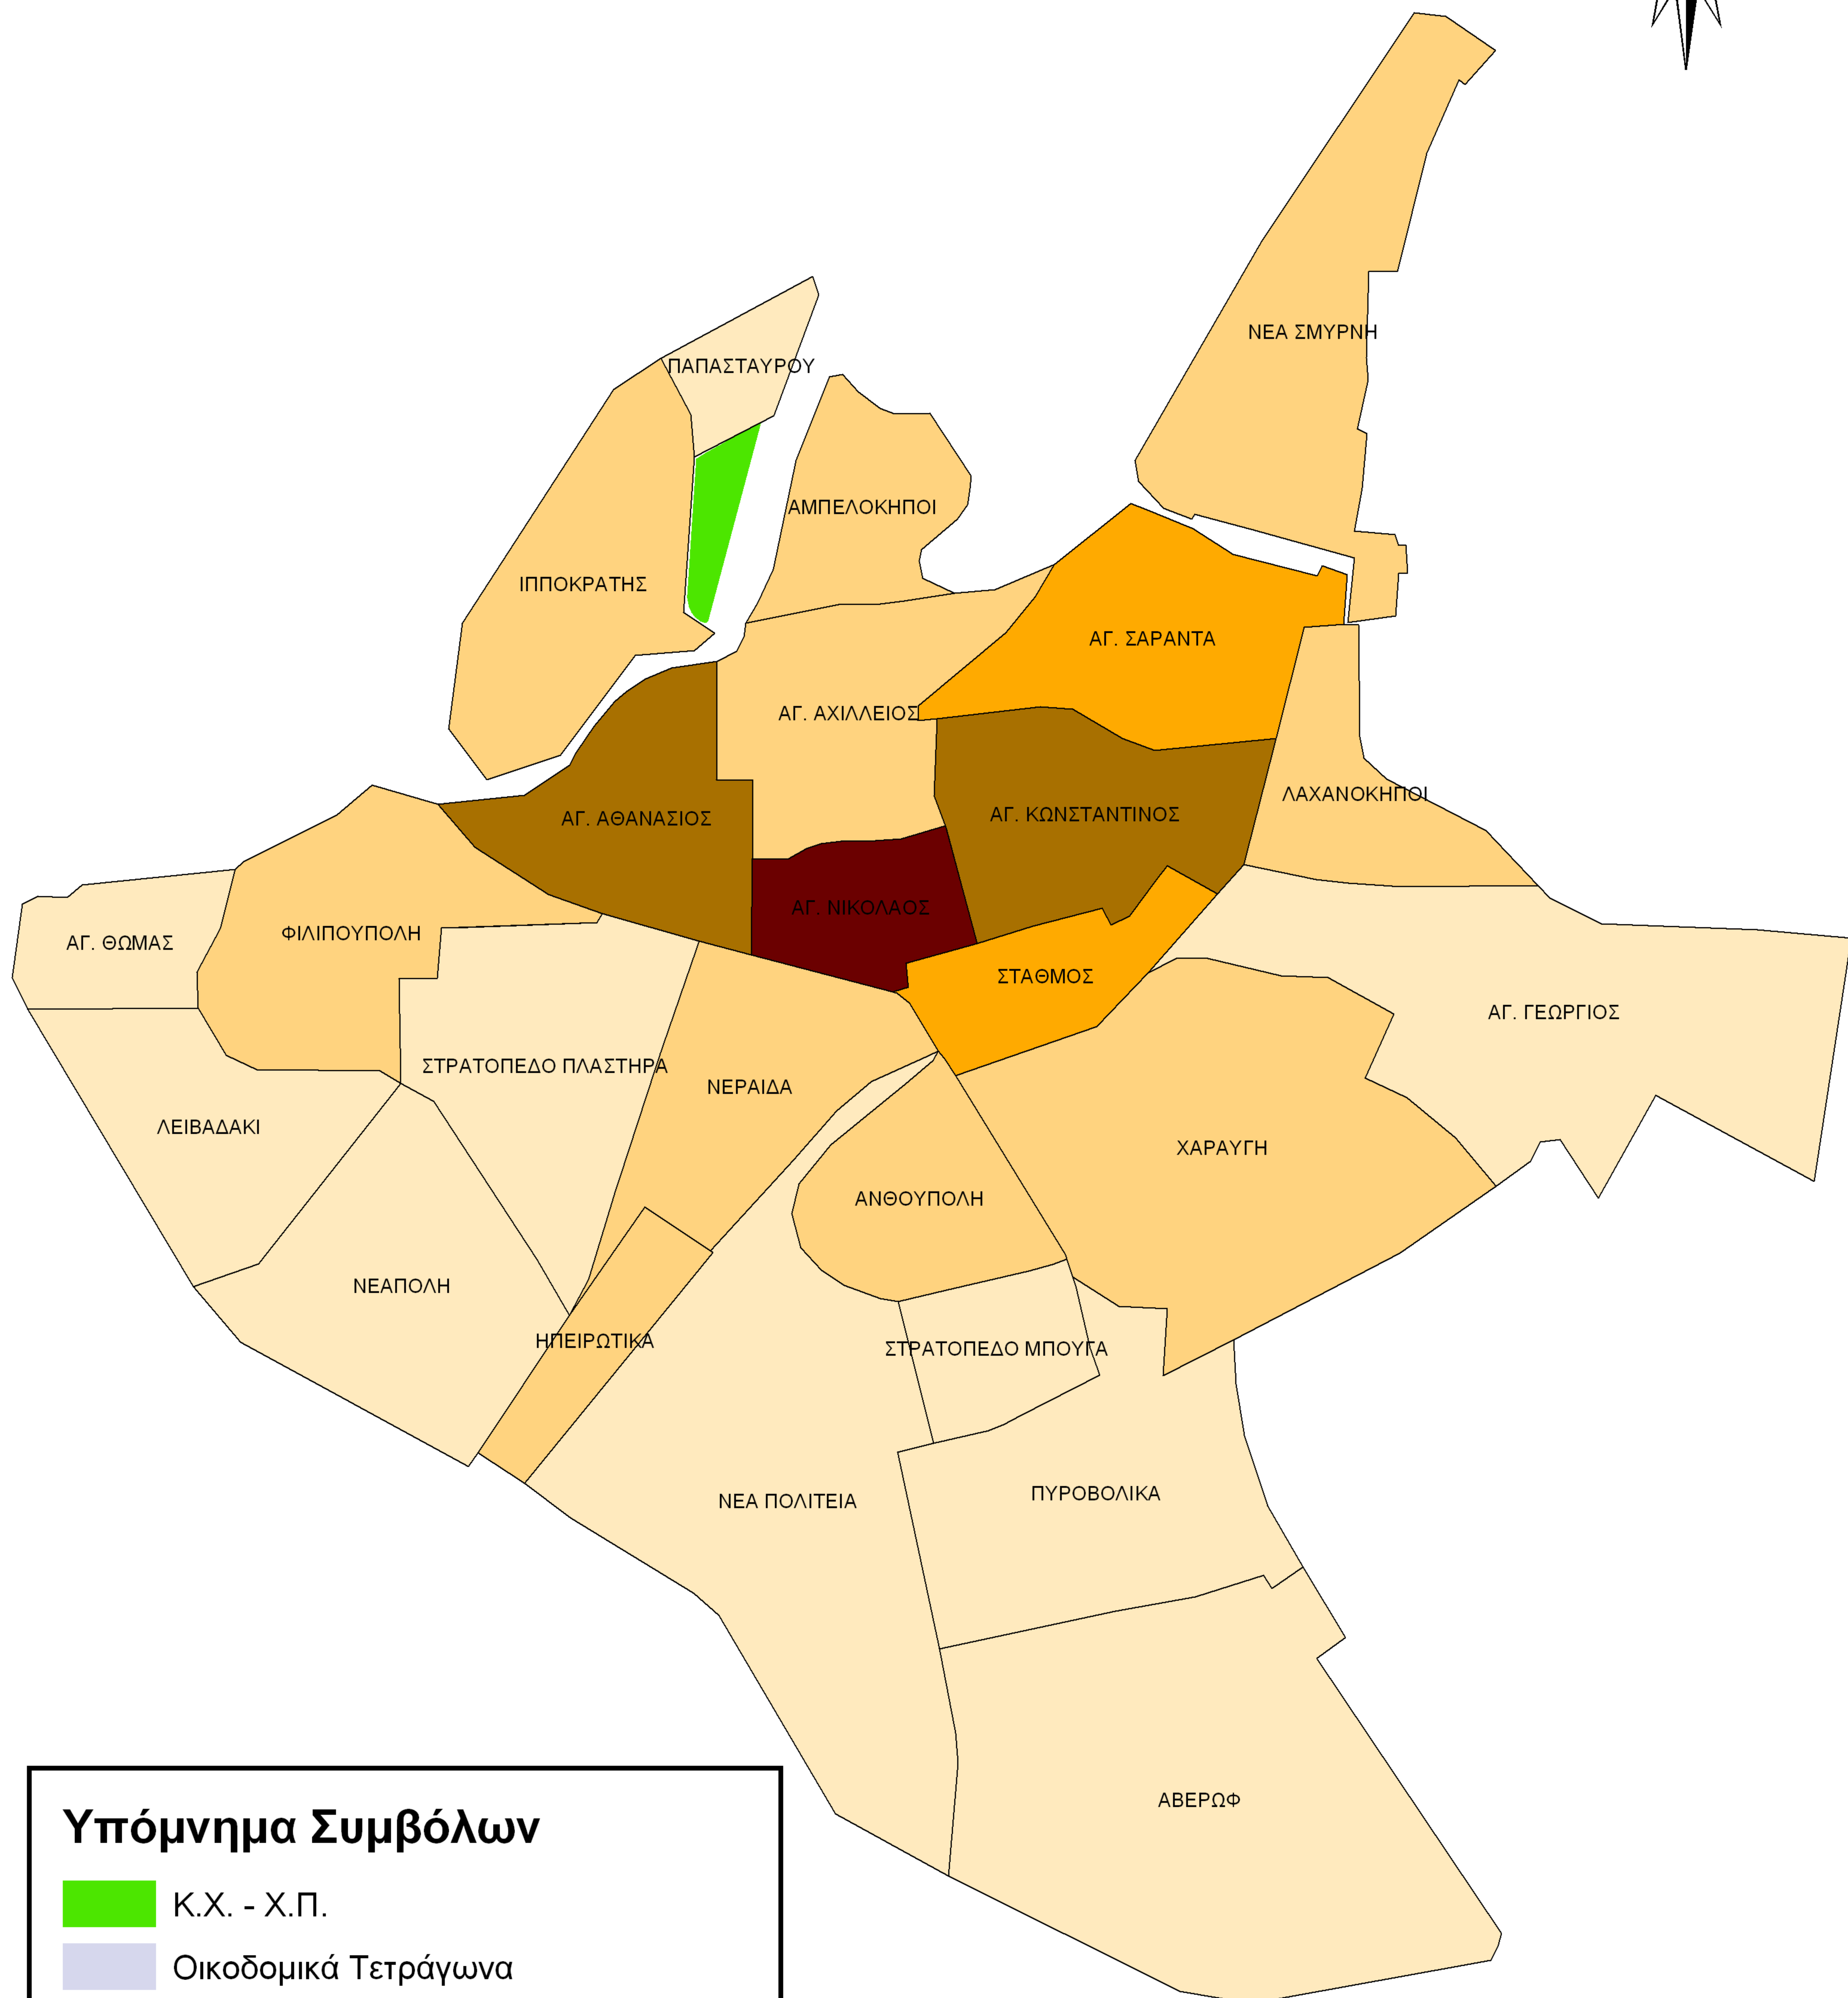 ΝΕΑ ΣΜΥΡΝΗ
ΠΑΠΑΣΤΑΥΡΟΥ
ΑΜΠΕΛΟΚΗΠΟΙ
ΙΠΠΟΚΡΑΤΗΣ
ΑΓ. ΣΑΡΑΝΤΑ
ΑΓ. ΑΧΙΛΛΕΙΟΣ
ΛΑΧΑΝΟΚΗΠΟΙ
ΑΓ. ΑΘΑΝΑΣΙΟΣ
ΑΓ. ΚΩΝΣΤΑΝΤΙΝΟΣ
ΑΓ. ΝΙΚΟΛΑΟΣ
ΦΙΛΙΠΟΥΠΟΛΗ
ΑΓ. ΘΩΜΑΣ
ΣΤΑΘΜΟΣ
ΑΓ. ΓΕΩΡΓΙΟΣ
ΣΤΡΑΤΟΠΕΔΟ ΠΛΑΣΤΗΡΑ
ΝΕΡΑΙΔΑ
ΛΕΙΒΑΔΑΚΙ
ΧΑΡΑΥΓΗ
ΑΝΘΟΥΠΟΛΗ
ΝΕΑΠΟΛΗ
ΗΠΕΙΡΩΤΙΚΑ
ΣΤΡΑΤΟΠΕΔΟ ΜΠΟΥΓΑ
ΠΥΡΟΒΟΛΙΚΑ
ΝΕΑ ΠΟΛΙΤΕΙΑ
ΑΒΕΡΩΦ
Υπόμνημα Συμβόλων
Κ.Χ. - Χ.Π.
Οικοδομικά Τετράγωνα